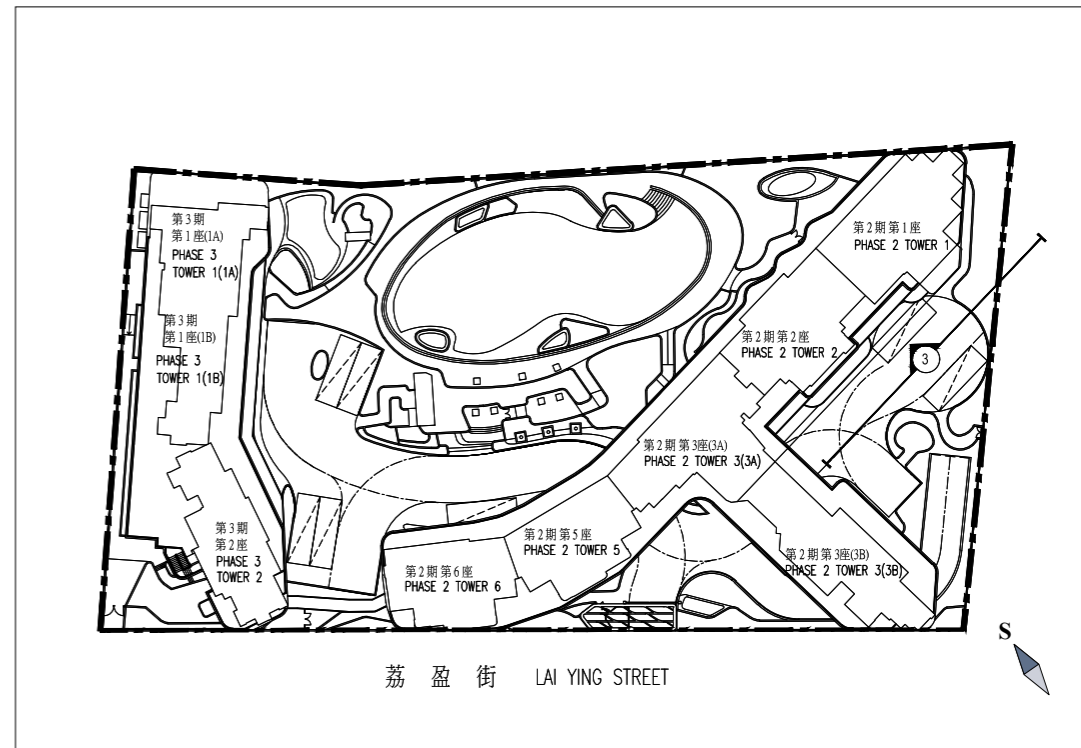 第3期
第1座(1A)
PHASE 3
TOWER 1(1A)
第3期
第1座(1B)
PHASE 3
TOWER 1(1B)
第3期
第2座
PHASE 3
TOWER 2
第2期第1座
PHASE 2 TOWER 1
第2期第2座
PHASE 2 TOWER 2
3
第2期第3座(3A)
PHASE 2 TOWER 3(3A)
第2期第5座
PHASE 2 TOWER 5
第2期第6座
PHASE 2 TOWER 6
第2期第3座(3B)
PHASE 2 TOWER 3(3B)
S
荔盈街 LAI YING STREET